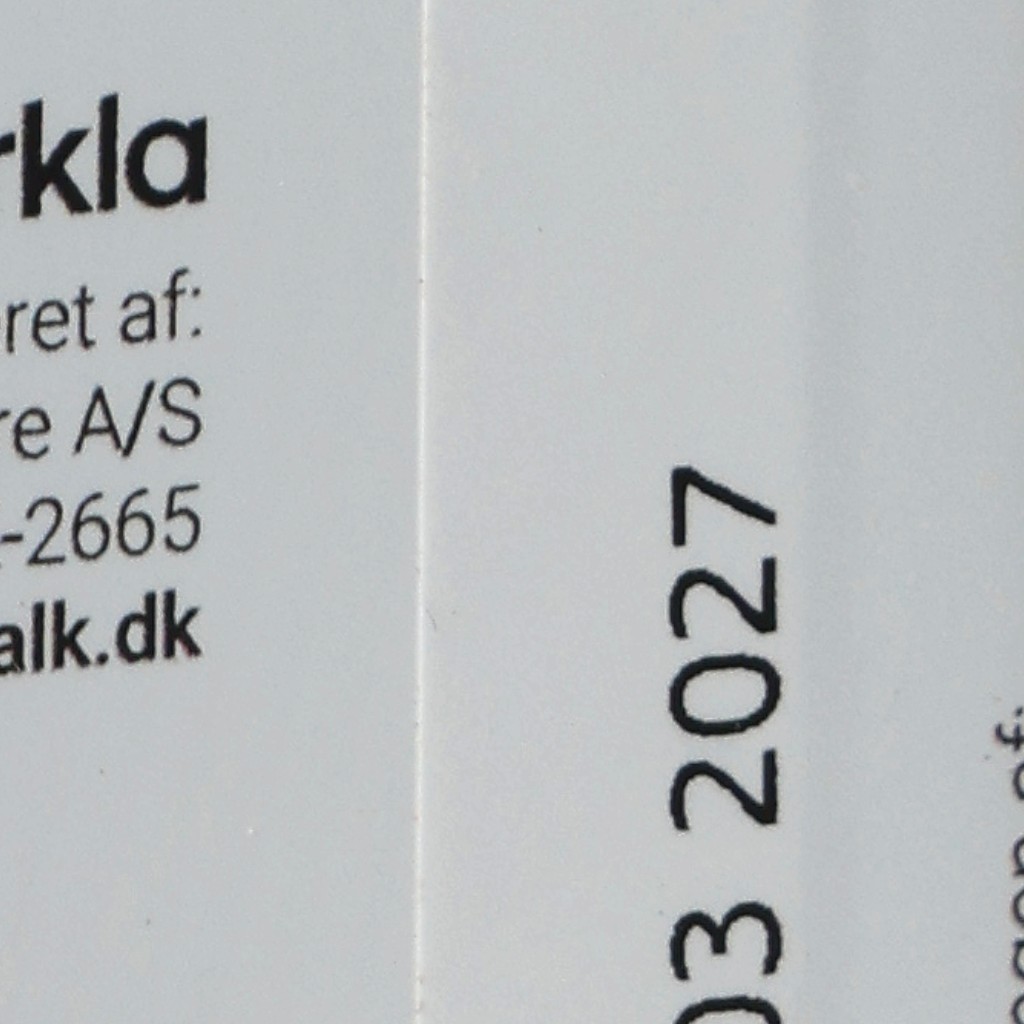 rkla
ret af:
re A/S
-2665
alk.dk
03 2027